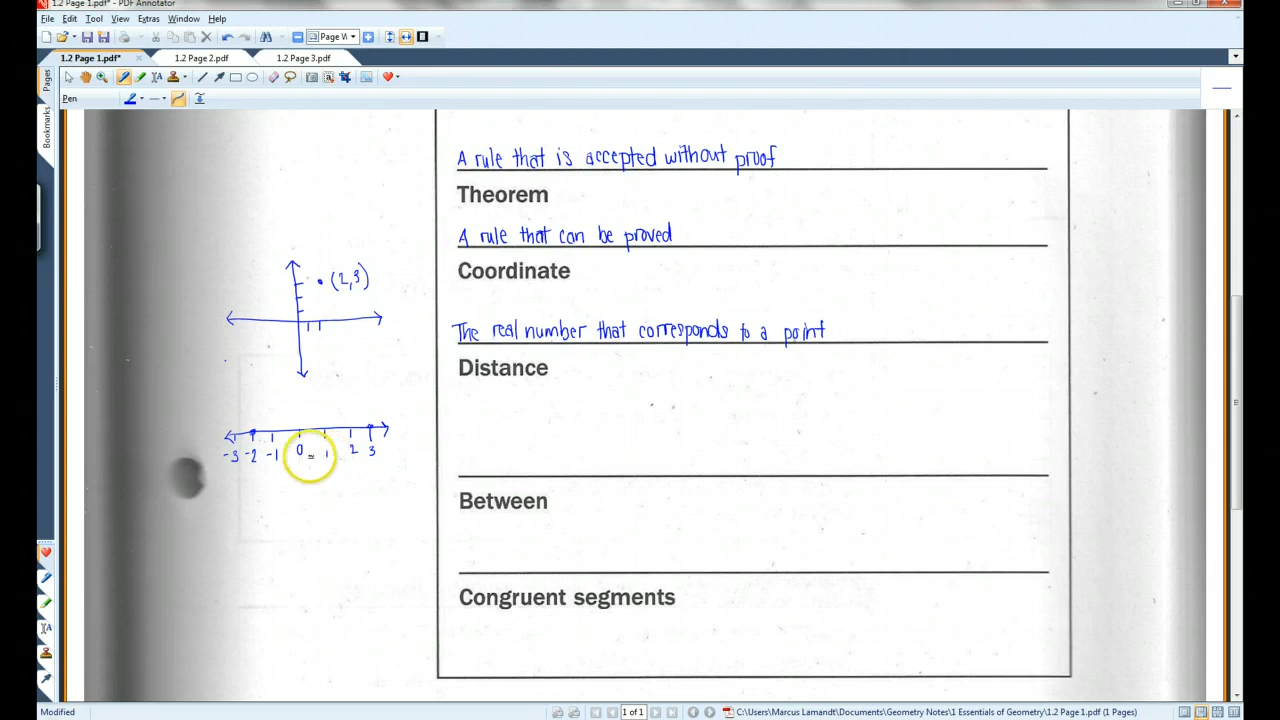 1.2 Page 1.pdf* - PDF Annotator
File Edit Tool View Extras Window Help
Page W
1.2 Page 1.pdf* 1.2 Page 2.pdf 1.2 Page 3.pdf
Pages
Bookmarks
Pen
A rule that is accepted without proof
Theorem
A rule that can be proved
Coordinate
(2,3)
The real number that corresponds to a point
Distance
-3 -2 -1 0 1 2 3
Between
Congruent segments
Modified 1 of 1 C:\Users\Marcus Lamandt\Documents\Geometry Notes\1 Essentials of Geometry\1.2 Page 1.pdf (1 Pages)